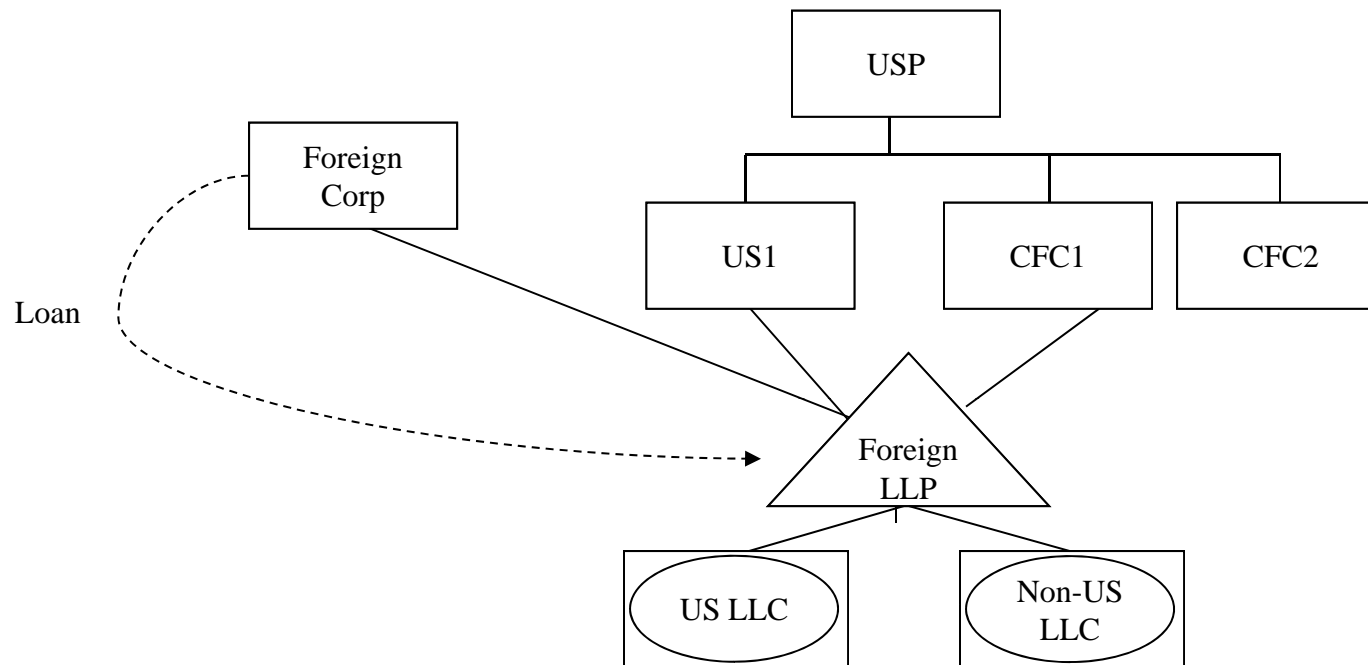 USP
Foreign
Corp
US1
CFC1
CFC2
Loan
Foreign
LLP
US LLC
Non-US
LLC